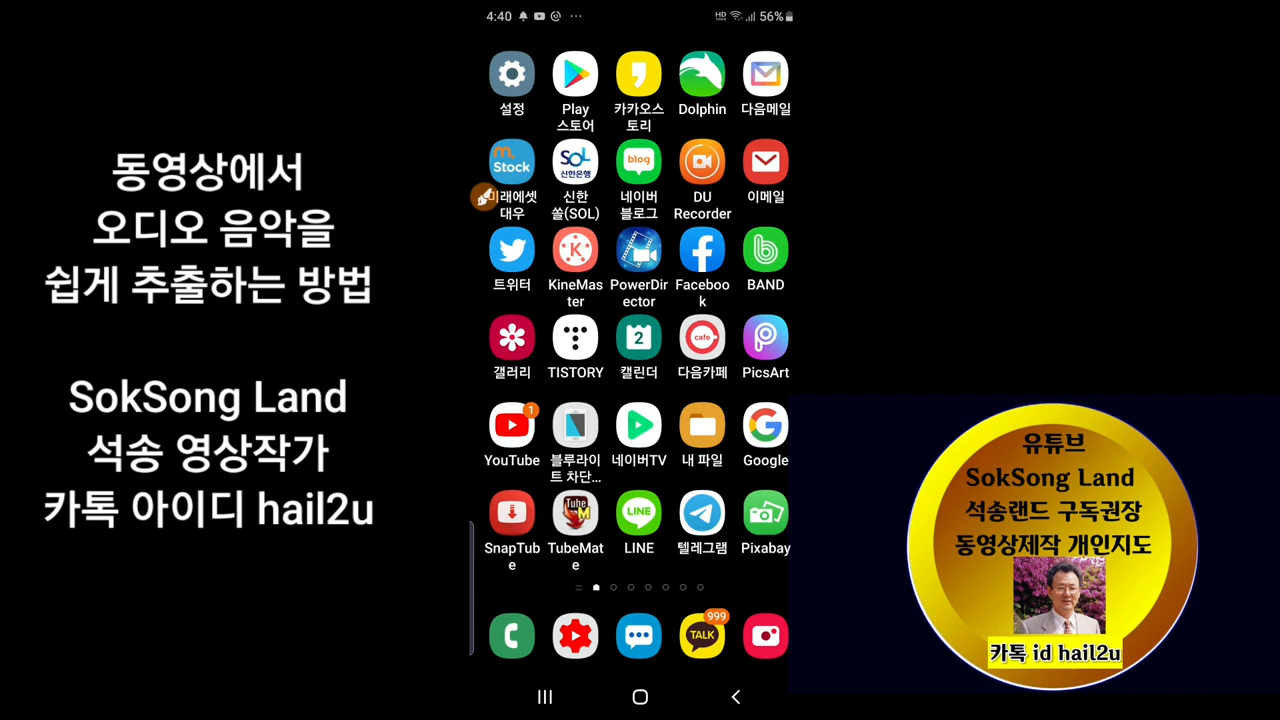 동영상에서
오디오 음악을
쉽게 추출하는 방법
SokSong Land
석송 영상작가
카톡 아이디 hail2u
4:40
HD
VOICE
56%
설정
Play
스토어
카카오스
토리
Dolphin
다음메일
m.
Stock
미래에셋
대우
SOL
신한은행
신한
쏠(SOL)
blog
네이버
블로그
DU
Recorder
이메일
트위터
K
KineMas
ter
PowerDir
ector
Faceboo
k
BAND
갤러리
TISTORY
2
캘린더
cafe
다음카페
PicsArt
1
YouTube
블루라이
트 차단...
네이버TV
내 파일
Google
SnapTub
e
Tube
M
TubeMat
e
LINE
LINE
텔레그램
Pixabay
999
TALK
유튜브
SokSong Land
석송랜드 구독권장
동영상제작 개인지도
카톡 id hail2u